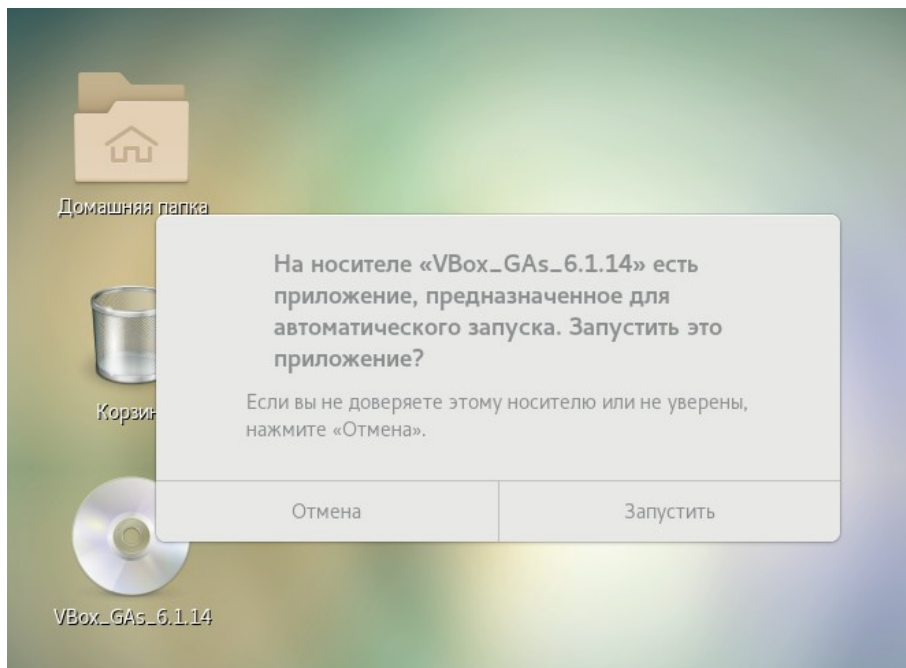 Домашняя папка
На носителе «VBox_GAs_6.1.14» есть
приложение, предназначенное для
автоматического запуска. Запустить это
приложение?
Если вы не доверяете этому носителю или не уверены,
нажмите «Отмена».
Корзин
Отмена
Запустить
VBox_GAs_6.1.14